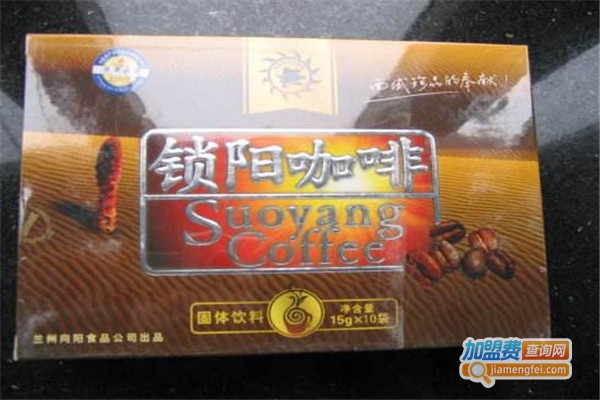 西域珍品的奉献！
锁阳咖啡
Suoyang
Coffee
固体饮料
净含量
15g×10袋
兰州向阳食品公司出品
加盟费查询网
jiamengfei.com